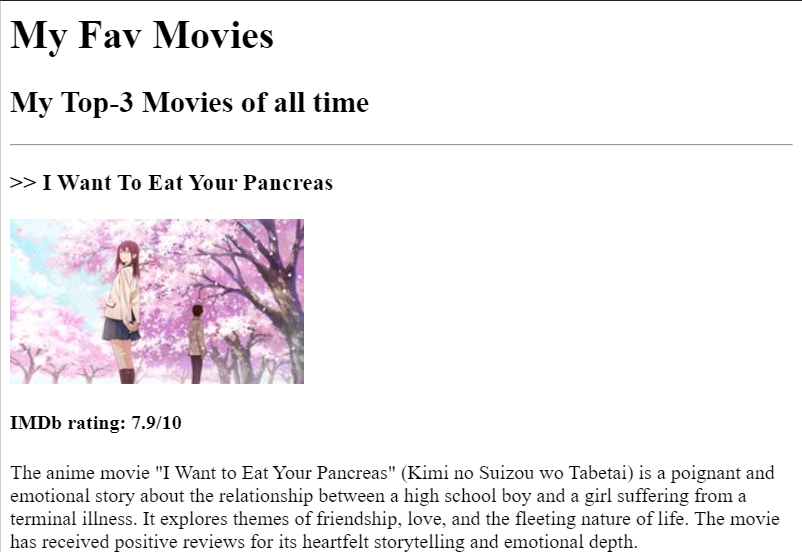 My Fav Movies
My Top-3 Movies of all time
>> I Want To Eat Your Pancreas
IMDb rating: 7.9/10
The anime movie "I Want to Eat Your Pancreas" (Kimi no Suizou wo Tabetai) is a poignant and
emotional story about the relationship between a high school boy and a girl suffering from a
terminal illness. It explores themes of friendship, love, and the fleeting nature of life. The movie
has received positive reviews for its heartfelt storytelling and emotional depth.